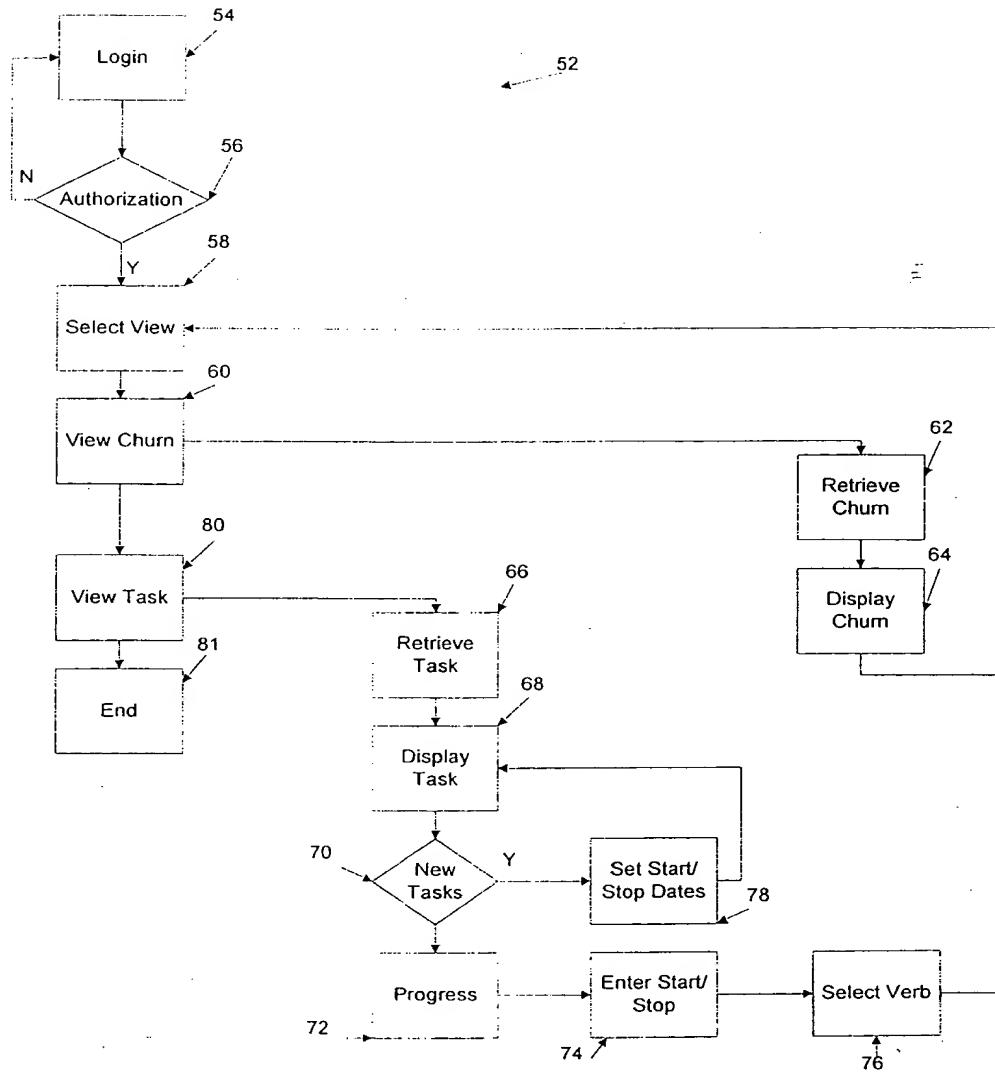 54
Login
52
56
N
Authorization
58
Y
Select View
60
View Churn
62
Retrieve
Churn
80
64
View Task
66
Display
Churn
Retrieve
Task
81
68
End
Display
Task
70
Y
New
Tasks
Set Start/
Stop Dates
78
Progress
Enter Start/
Stop
Select Verb
72
74
76